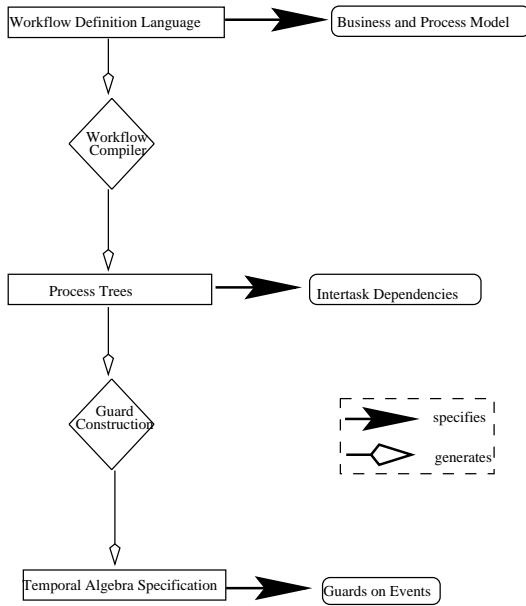 Workflow Definition Language
Business and Process Model
Workflow
Compiler
Process Trees
Intertask Dependencies
Guard
Construction
specifies
generates
Temporal Algebra Specification
Guards on Events